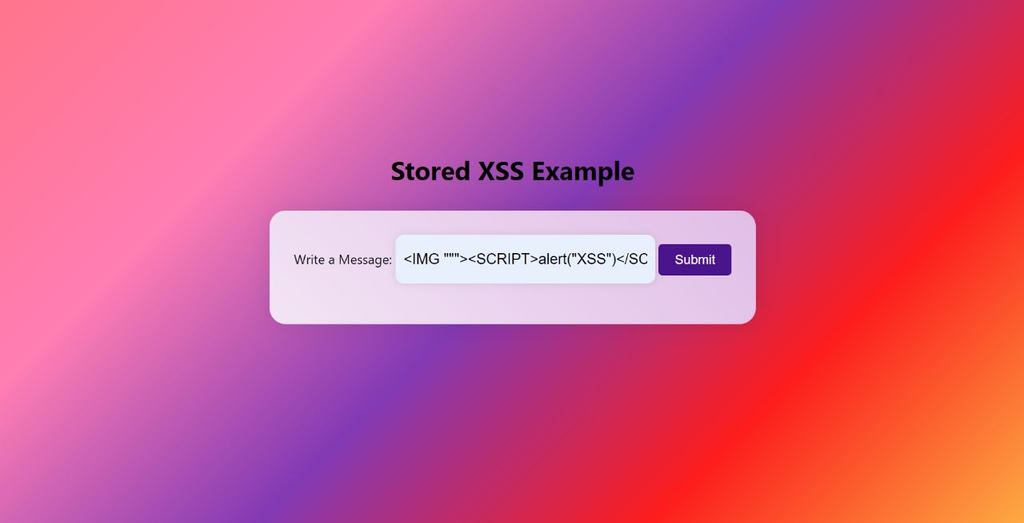 Stored XSS Example
Write a Message: <IMG """><SCRIPT>alert("XSS")</SC Submit